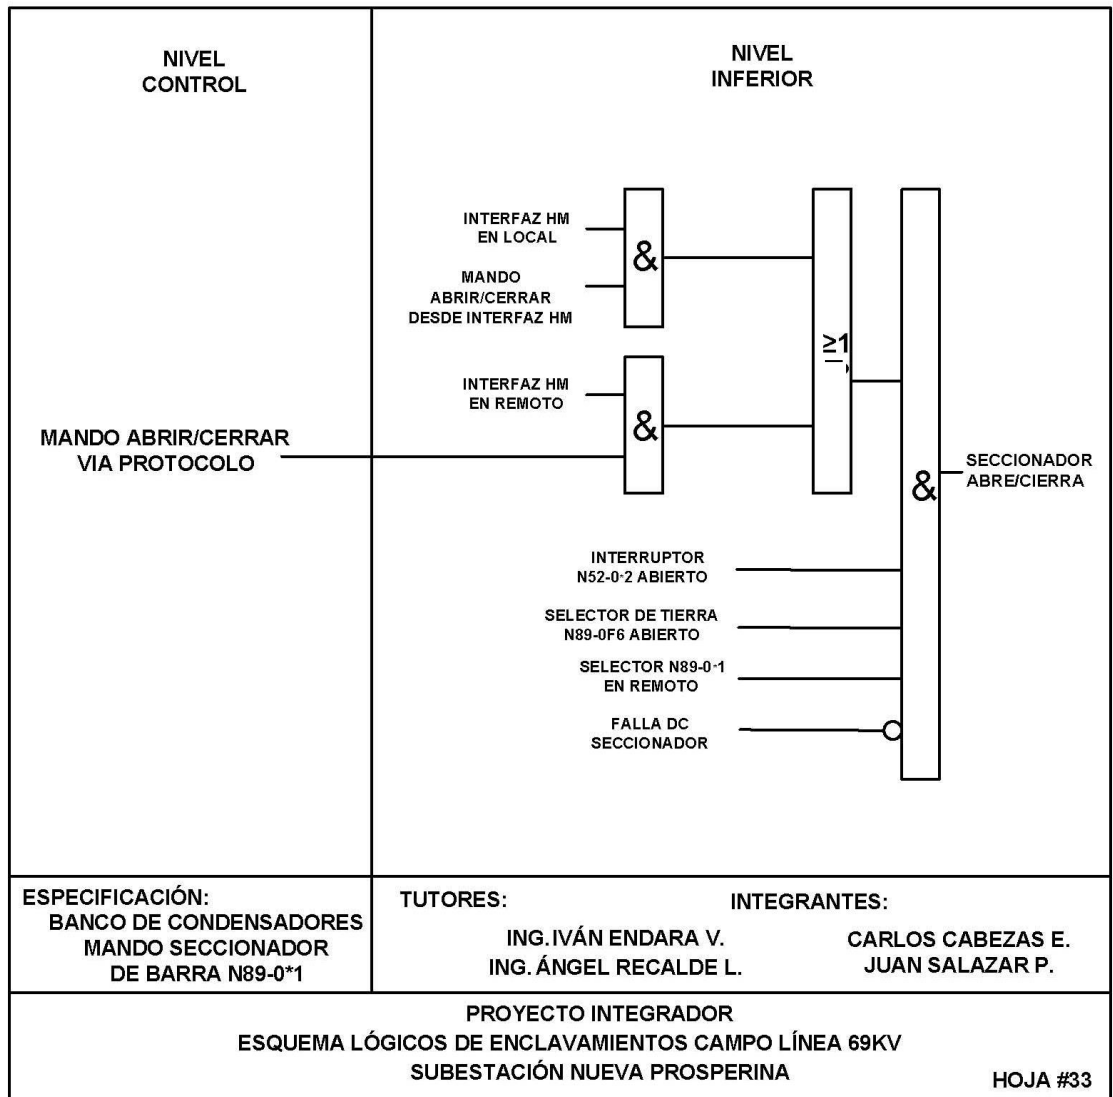 NIVEL
CONTROL
NIVEL
INFERIOR
INTERFAZ HM
EN LOCAL
MANDO
ABRIR/CERRAR
DESDE INTERFAZ HM
&
≥1
INTERFAZ HM
EN REMOTO
&
MANDO ABRIR/CERRAR
VIA PROTOCOLO
&
SECCIONADOR
ABRE/CIERRA
INTERRUPTOR
N52-0*2 ABIERTO
SELECTOR DE TIERRA
N89-0F6 ABIERTO
SELECTOR N89-0*1
EN REMOTO
FALLA DC
SECCIONADOR
ESPECIFICACIÓN:
BANCO DE CONDENSADORES
MANDO SECCIONADOR
DE BARRA N89-0*1
TUTORES:
ING. IVÁN ENDARA V.
ING. ÁNGEL RECALDE L.
INTEGRANTES:
CARLOS CABEZAS E.
JUAN SALAZAR P.
PROYECTO INTEGRADOR
ESQUEMA LÓGICOS DE ENCLAVAMIENTOS CAMPO LÍNEA 69KV
SUBESTACIÓN NUEVA PROSPERINA
HOJA #33